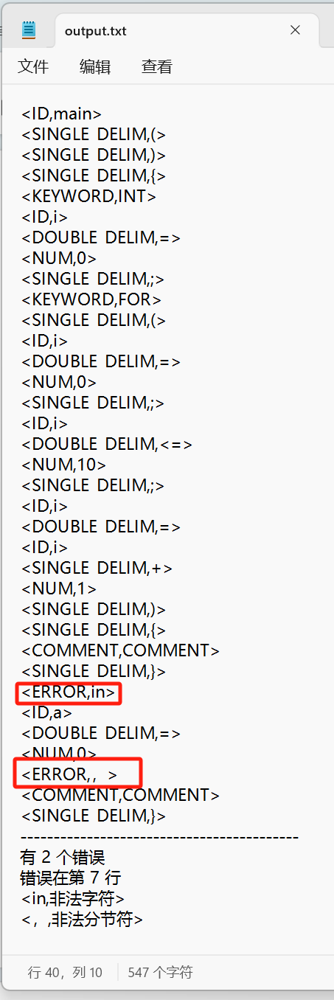 output.txt
文件 编辑 查看
<ID,main>
<SINGLE DELIM,(>
<SINGLE DELIM,)>
<SINGLE DELIM,{>
<KEYWORD,INT>
<ID,i>
<DOUBLE DELIM,=>
<NUM,0>
<SINGLE DELIM,;>
<KEYWORD,FOR>
<SINGLE DELIM,(>
<ID,i>
<DOUBLE DELIM,=>
<NUM,0>
<SINGLE DELIM,;>
<ID,i>
<DOUBLE DELIM,<=>
<NUM,10>
<SINGLE DELIM,;>
<ID,i>
<DOUBLE DELIM,=>
<ID,i>
<SINGLE DELIM,+>
<NUM,1>
<SINGLE DELIM,)>
<SINGLE DELIM,{>
<COMMENT,COMMENT>
<SINGLE DELIM,}>
<ERROR,in>
<ID,a>
<DOUBLE DELIM,=>
<NUM,0>
<ERROR,，>
<COMMENT,COMMENT>
<SINGLE DELIM,}>
------------------------------------------
有 2 个错误
错误在第 7 行
<in,非法字符>
<，,非法分节符>
行 40，列 10 547 个字符